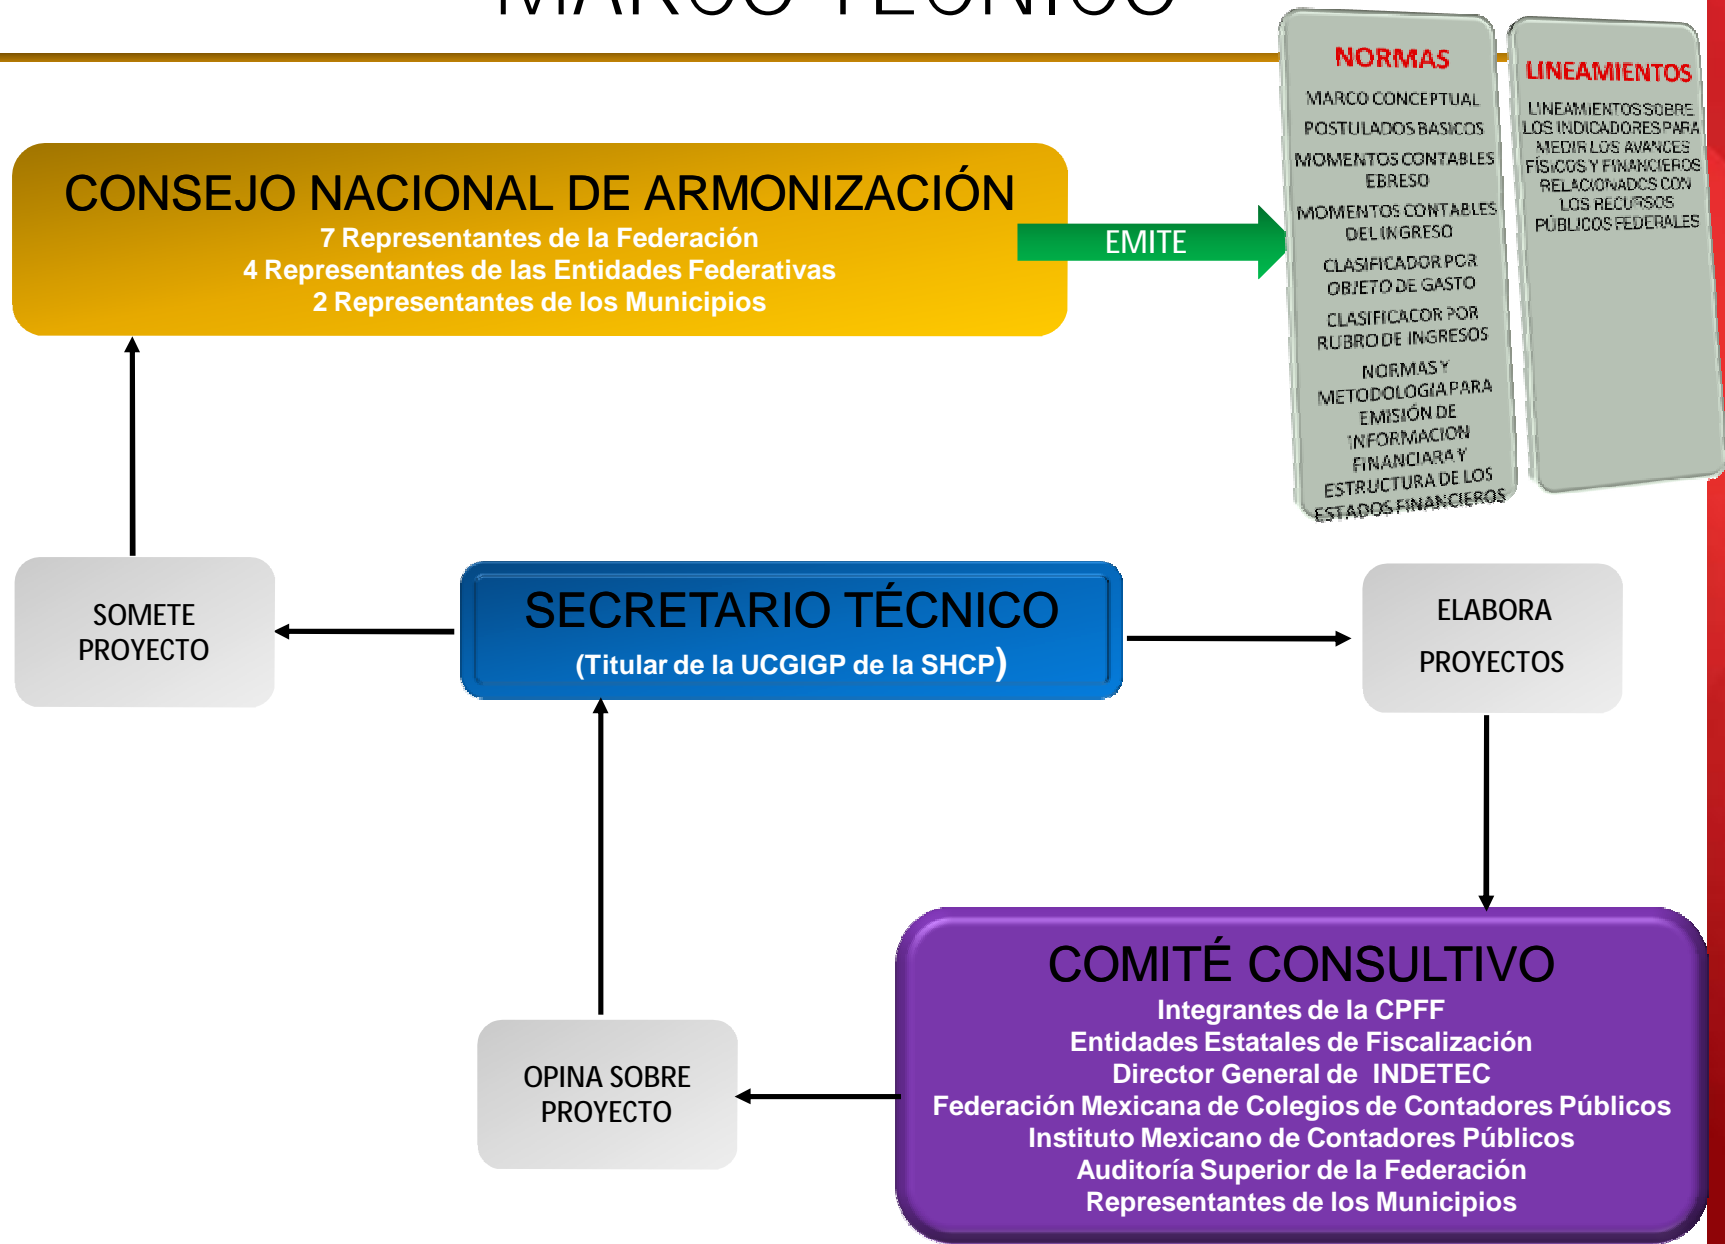 MARCO TÉCNICO
CONSEJO NACIONAL DE ARMONIZACIÓN
7 Representantes de la Federación
4 Representantes de las Entidades Federativas
2 Representantes de los Municipios
EMITE
NORMAS
MARCO CONCEPTUAL
POSTULADOS BASICOS
MOMENTOS CONTABLES
EBRESO
MOMENTOS CONTABLES
DEL INGRESO
CLASIFICADOR POR
OBJETO DE GASTO
CLASIFICACOR POR
RUBRO DE INGRESOS
NORMAS Y
METODOLOGIA PARA
EMISIÓN DE
INFORMACION
FINANCIARA Y
ESTRUCTURA DE LOS
ESTADOS FINANCIEROS
LINEAMIENTOS
LINEAMIENTOS SOBRE
LOS INDICADORES PARA
MEDIR LOS AVANCES
FÍSICOS Y FINANCIEROS
RELACIONADOS CON
LOS RECURSOS
PÚBLICOS FEDERALES
SOMETE
PROYECTO
SECRETARIO TÉCNICO
(Titular de la UCGIGP de la SHCP)
ELABORA
PROYECTOS
OPINA SOBRE
PROYECTO
COMITÉ CONSULTIVO
Integrantes de la CPFF
Entidades Estatales de Fiscalización
Director General de INDETEC
Federación Mexicana de Colegios de Contadores Públicos
Instituto Mexicano de Contadores Públicos
Auditoría Superior de la Federación
Representantes de los Municipios